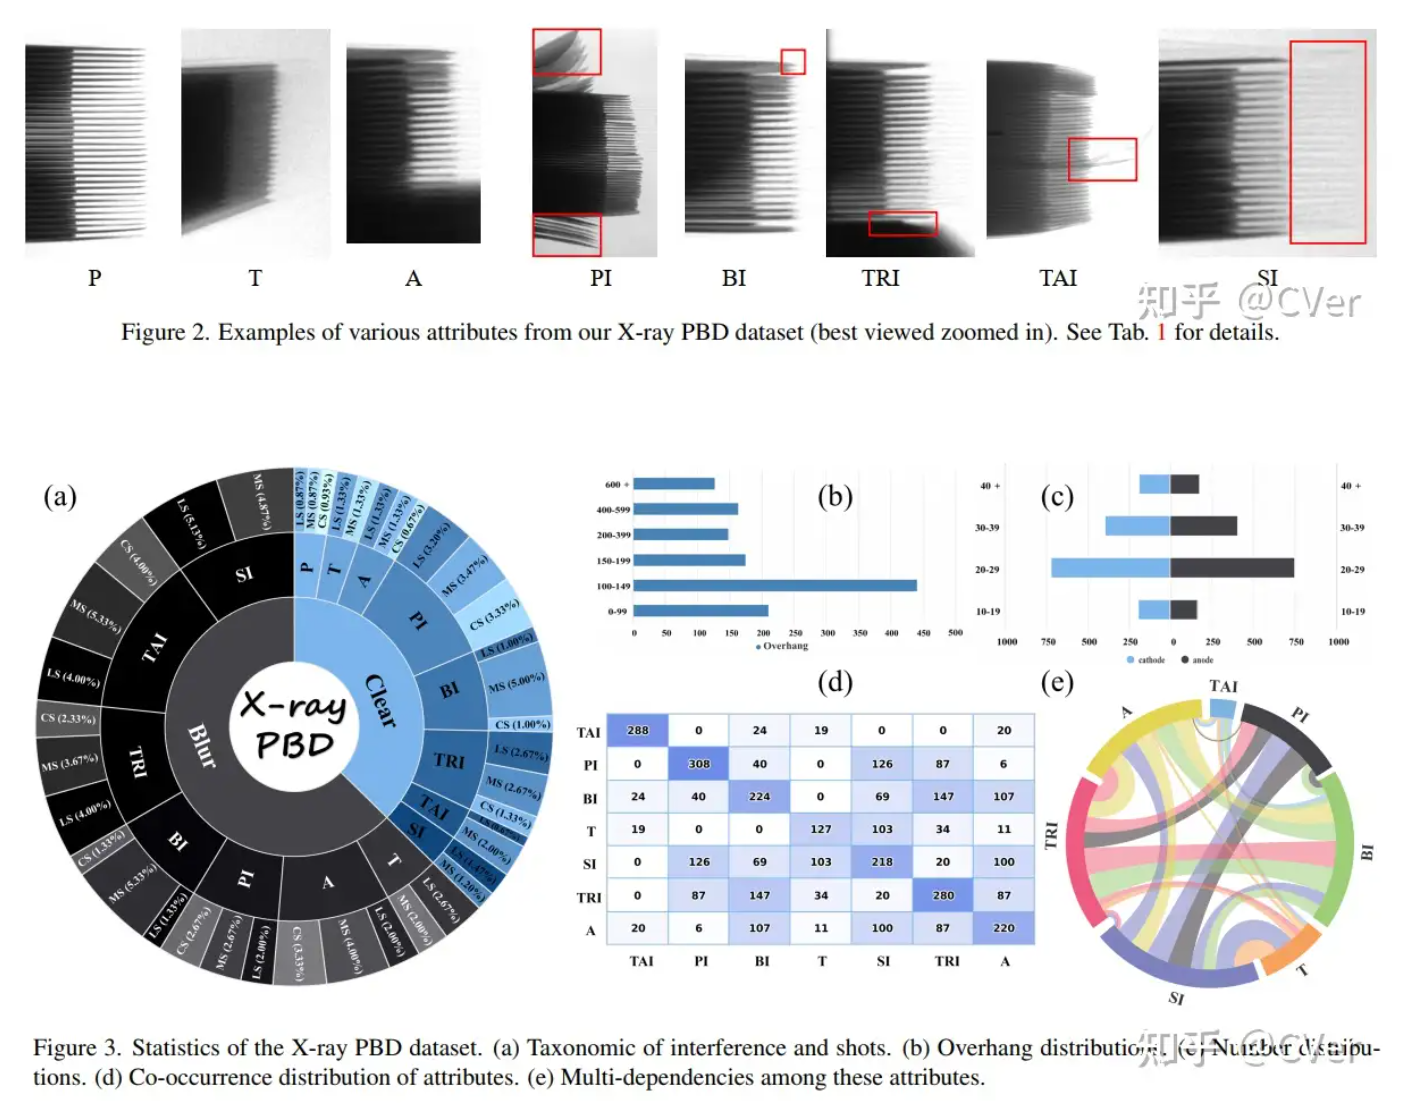 P
T
A
PI
BI
TRI
TAI
SI
知乎 @CVer
Figure 2. Examples of various attributes from our X-ray PBD dataset (best viewed zoomed in). See Tab. 1 for details.
(a)
X-ray
PBD
Clear
Blur
P
T
A
PI
BI
TRI
TAI
SI
T
A
PI
BI
TRI
TAI
SI
LS (0.87%)
MS (0.87%)
CS (0.93%)
LS (1.33%)
MS (1.33%)
LS (1.33%)
MS (1.33%)
CS (0.67%)
LS (3.20%)
MS (3.47%)
CS (3.33%)
LS (1.00%)
MS (5.00%)
CS (1.00%)
LS (2.67%)
MS (2.67%)
CS (1.33%)
MS (2.00%)
LS (1.47%)
MS (1.20%)
LS (2.67%)
MS (2.00%)
LS (2.00%)
MS (4.00%)
CS (3.33%)
LS (2.00%)
MS (2.67%)
CS (2.67%)
LS (1.33%)
MS (5.33%)
CS (1.33%)
LS (4.00%)
MS (3.67%)
CS (2.33%)
LS (4.00%)
MS (5.33%)
CS (4.00%)
LS (5.13%)
MS (4.87%)
(b)
600 +
400-599
200-399
150-199
100-149
0-99
0 50 100 150 200 250 300 350 400 450 500
Overhang
(c)
40 + 40 +
30-39 30-39
20-29 20-29
10-19 10-19
1000 750 500 250 0 250 500 750 1000
cathode anode
(d)
TAI 288 0 24 19 0 0 20
PI 0 308 40 0 126 87 6
BI 24 40 224 0 69 147 107
T 19 0 0 127 103 34 11
SI 0 126 69 103 218 20 100
TRI 0 87 147 34 20 280 87
A 20 6 107 11 100 87 220
TAI PI BI T SI TRI A
(e)
TAI
PI
BI
T
SI
TRI
A
Figure 3. Statistics of the X-ray PBD dataset. (a) Taxonomic of interference and shots. (b) Overhang distributions. (c) Number distribu-
tions. (d) Co-occurrence distribution of attributes. (e) Multi-dependencies among these attributes.
知乎 @CVer